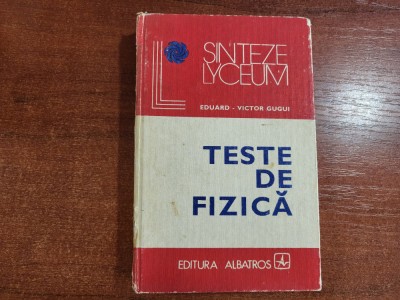 SINTEZE
LYCEUM
EDUARD - VICTOR GUGUI
TESTE
DE
FIZICĂ
EDITURA ALBATROS